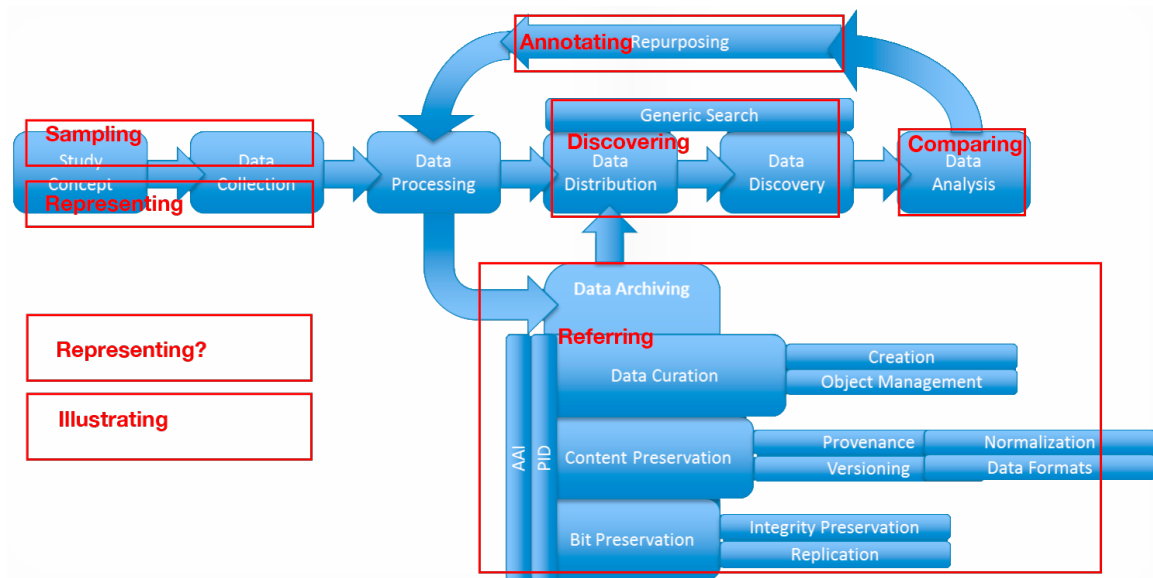 Annotating
Repurposing
Generic Search
Sampling
Study
Concept
Representing
Data
Collection
Data
Processing
Discovering
Data
Distribution
Data
Discovery
Comparing
Data
Analysis
Data Archiving
Referring
Representing?
Illustrating
AAI
PID
Data Curation
Creation
Object Management
Content Preservation
Provenance
Normalization
Versioning
Data Formats
Bit Preservation
Integrity Preservation
Replication